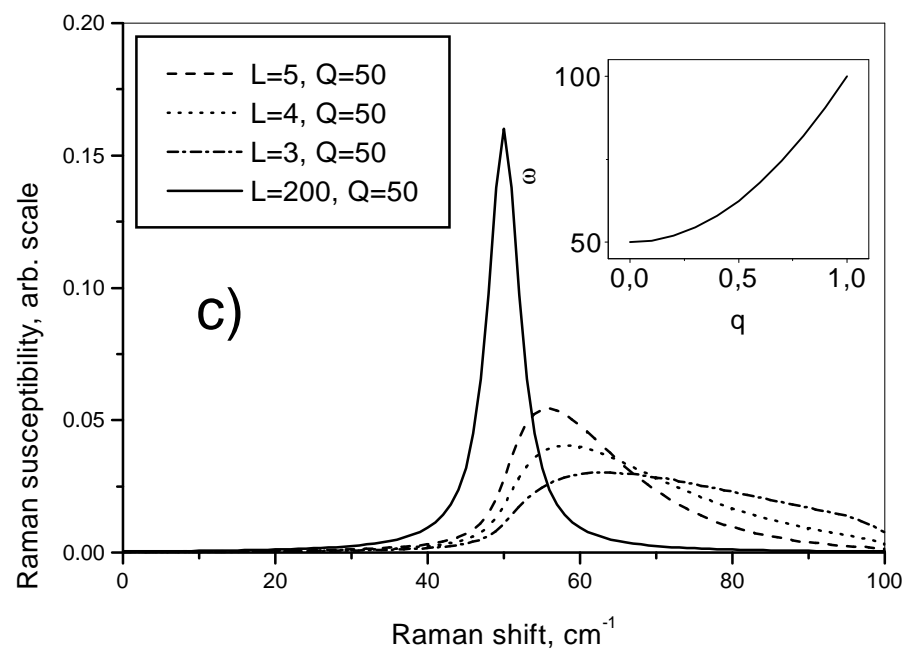 0.20
0.15
0.10
0.05
0.00
Raman susceptibility, arb. scale
L=5, Q=50
L=4, Q=50
L=3, Q=50
L=200, Q=50
c)
ω
100
50
0,0 0,5 1,0
q
0 20 40 60 80 100
Raman shift, cm⁻¹